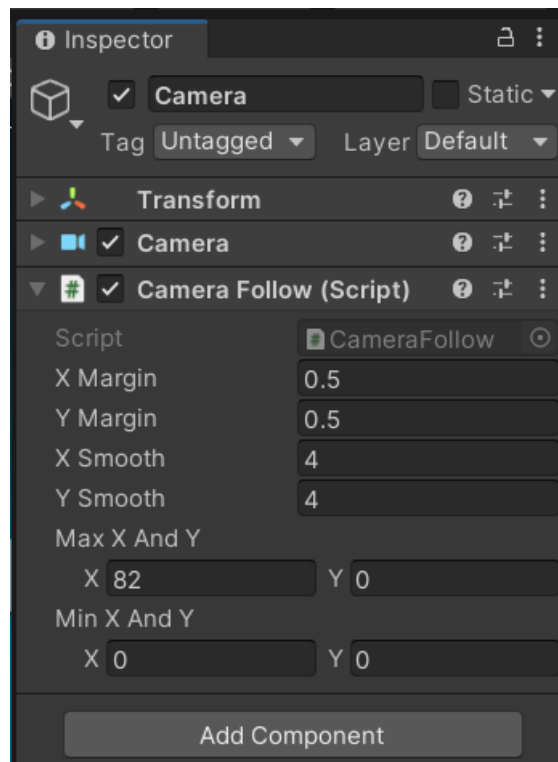 Inspector
Camera Static
Tag Untagged Layer Default
Transform
Camera
# Camera Follow (Script)
Script # CameraFollow
X Margin 0.5
Y Margin 0.5
X Smooth 4
Y Smooth 4
Max X And Y
X 82 Y 0
Min X And Y
X 0 Y 0
Add Component